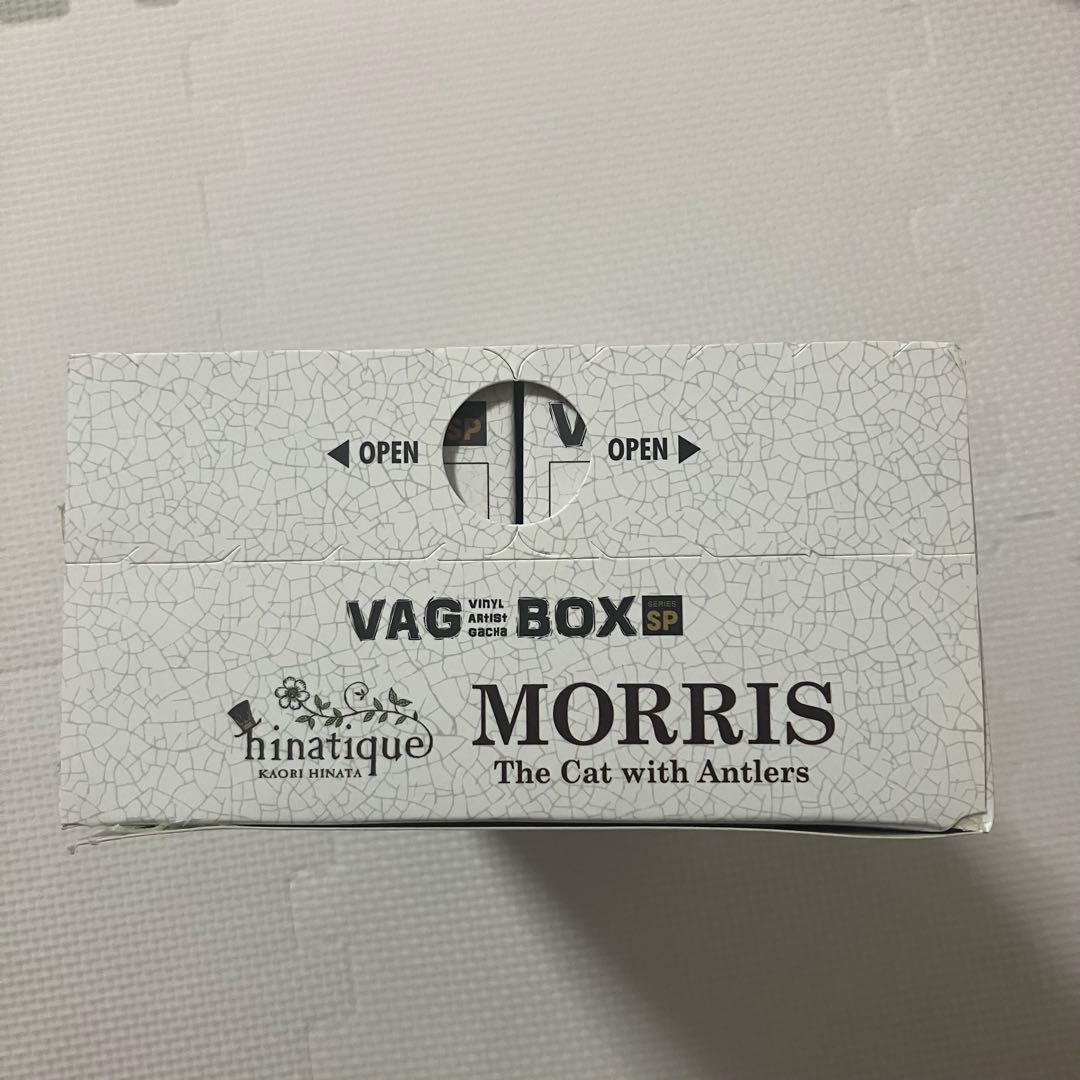 ◀ OPEN
SP
V
OPEN ▶
VAG VINYL ARTIST GACHA BOX SERIES SP
hinatique
KAORI HINATA
MORRIS
The Cat with Antlers